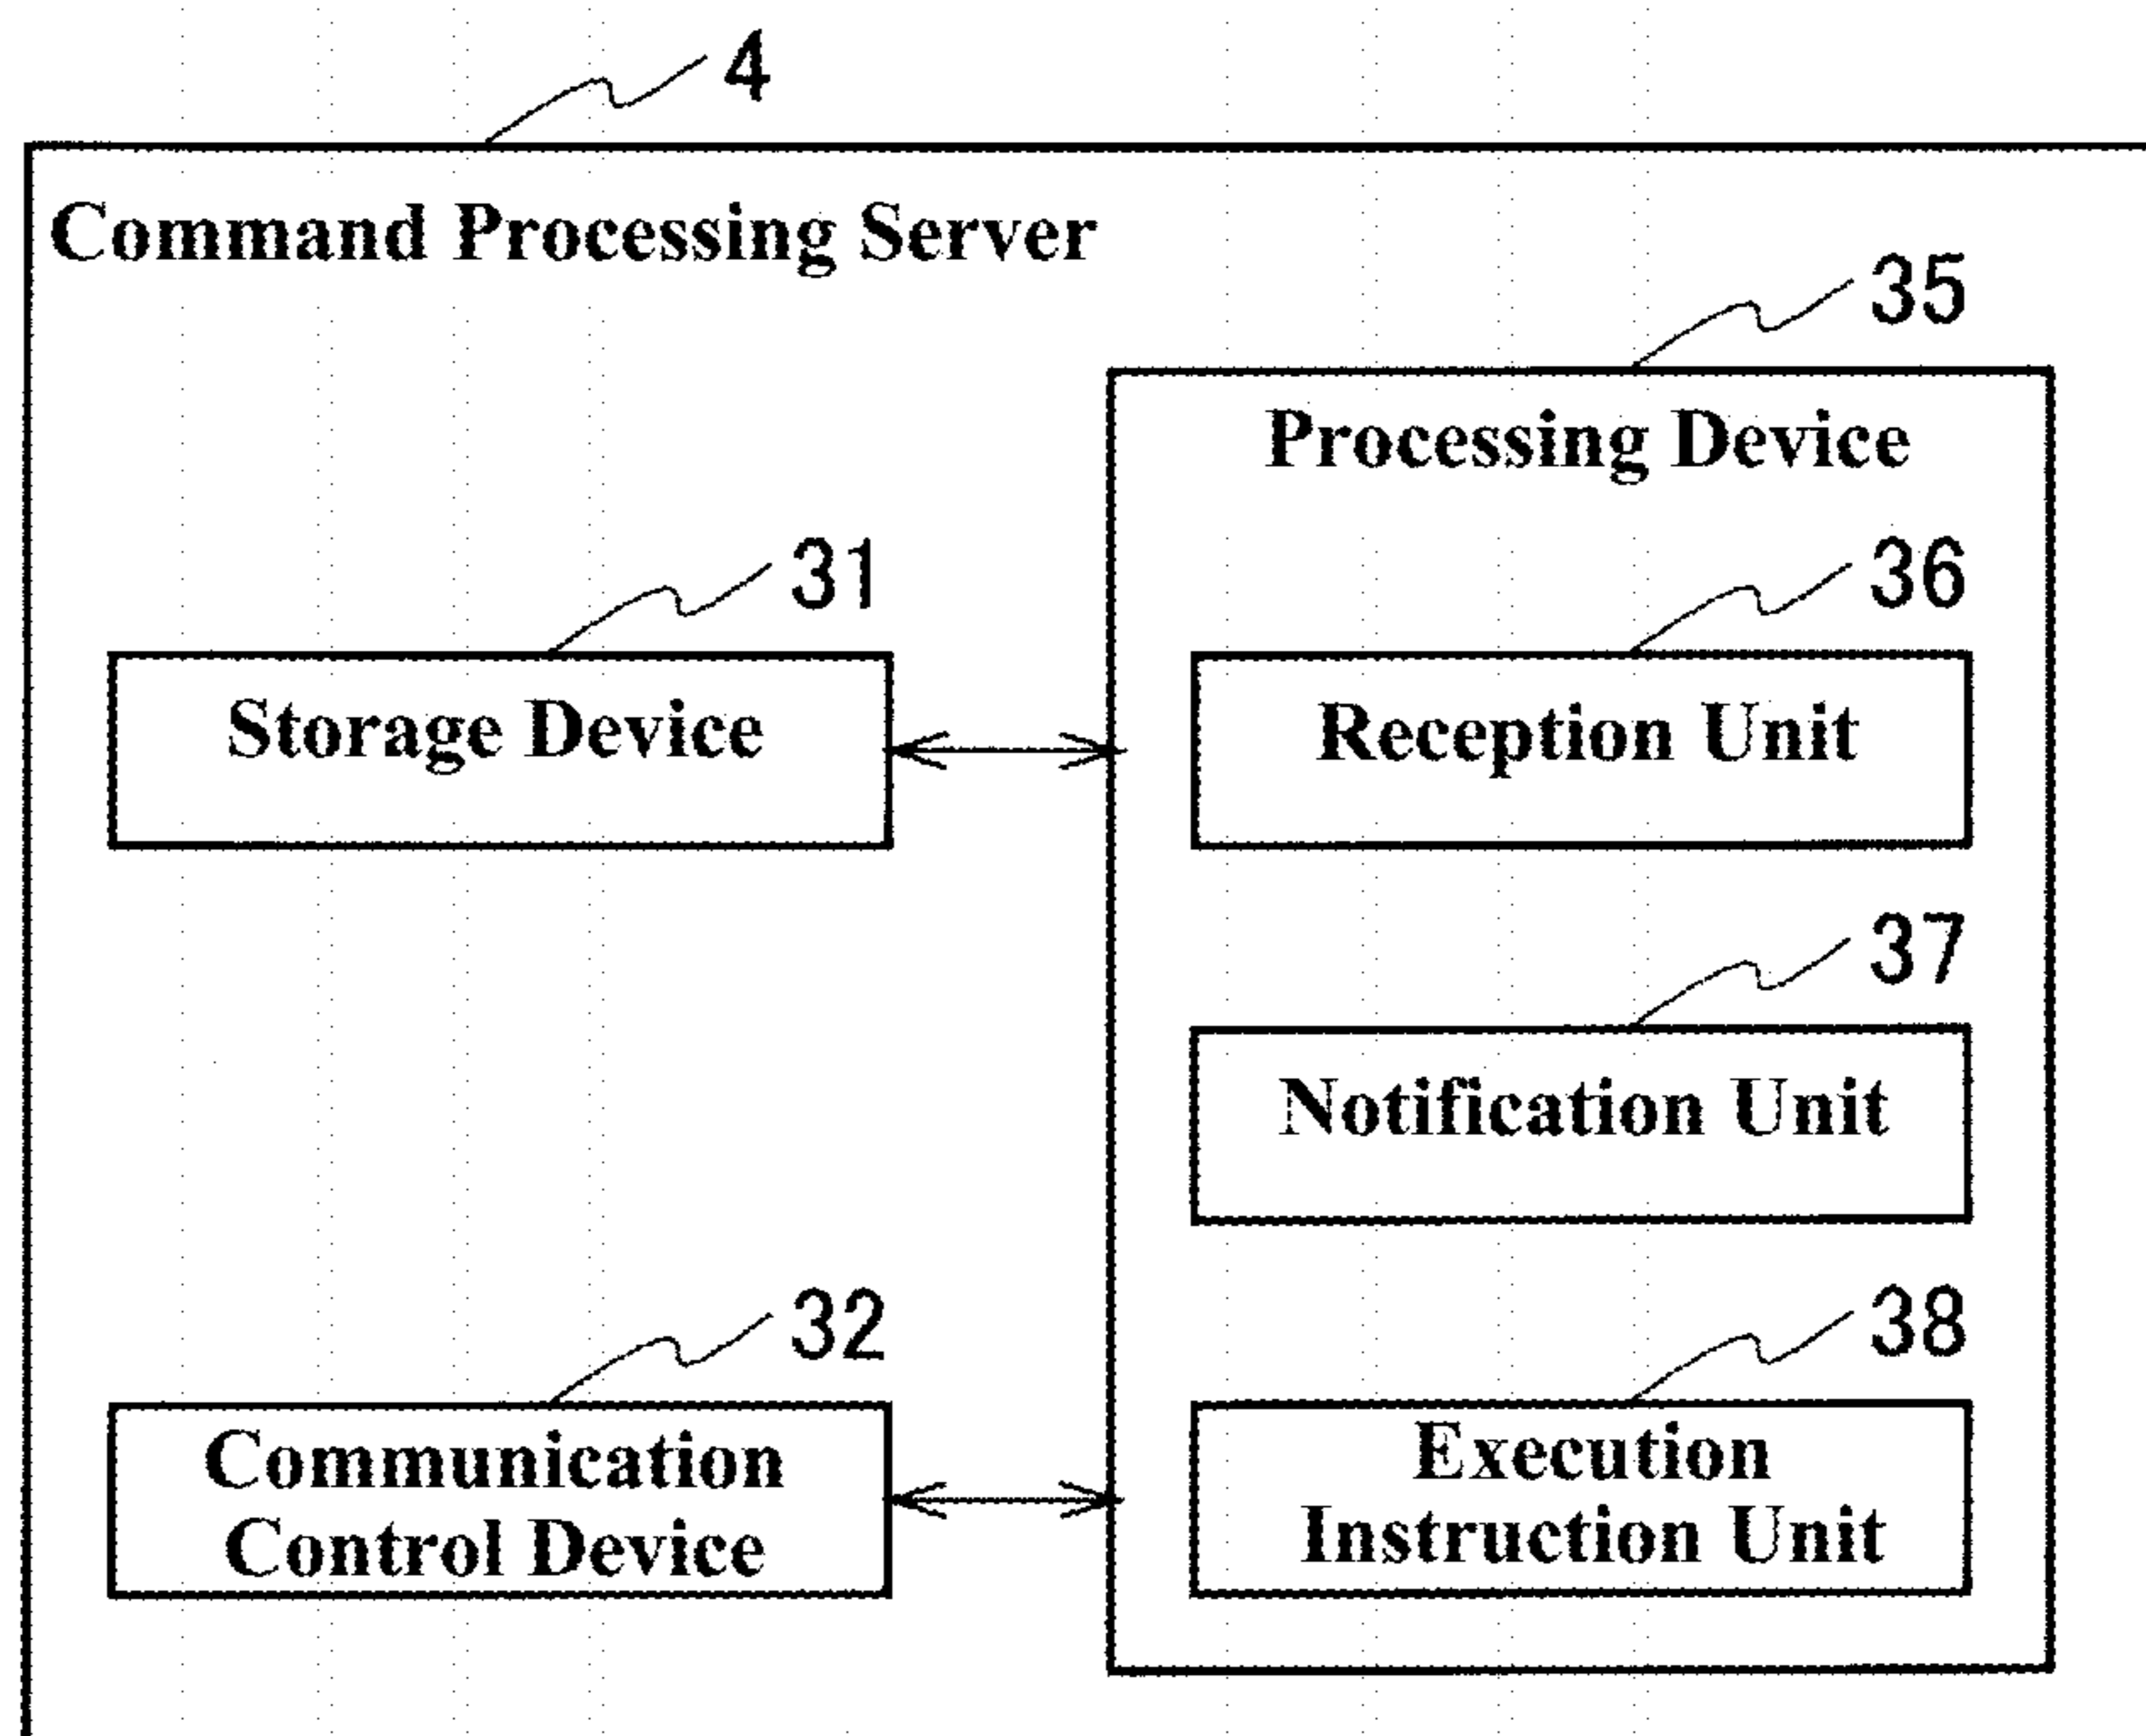 4
Command Processing Server
35
Processing Device
31
36
Storage Device
Reception Unit
37
Notification Unit
32
38
Communication
Control Device
Execution
Instruction Unit